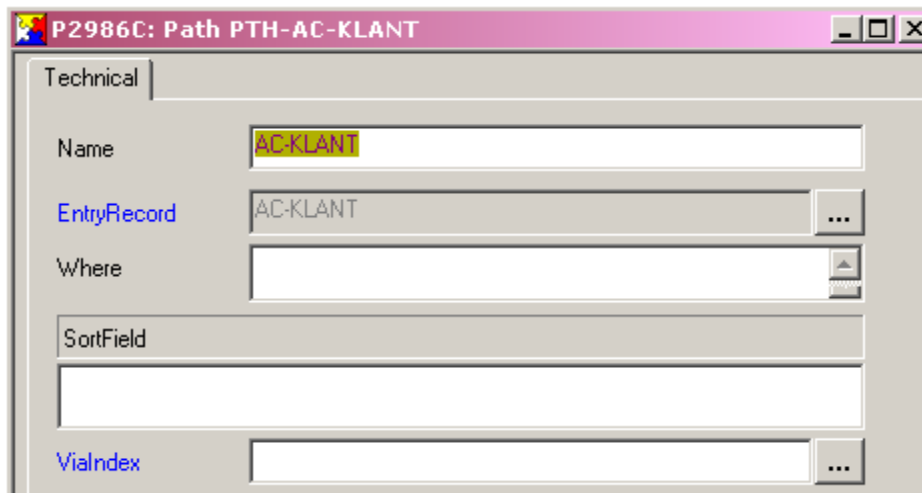 P2986C: Path PTH-AC-KLANT
Technical
Name AC-KLANT
EntryRecord AC-KLANT ...
Where
SortField
ViaIndex ...